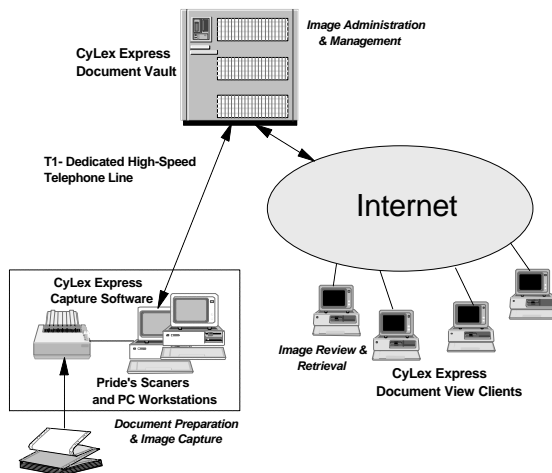 Image Administration
& Management
CyLex Express
Document Vault
T1- Dedicated High-Speed
Telephone Line
Internet
CyLex Express
Capture Software
Pride's Scaners
and PC Workstations
Document Preparation
& Image Capture
Image Review &
Retrieval
CyLex Express
Document View Clients